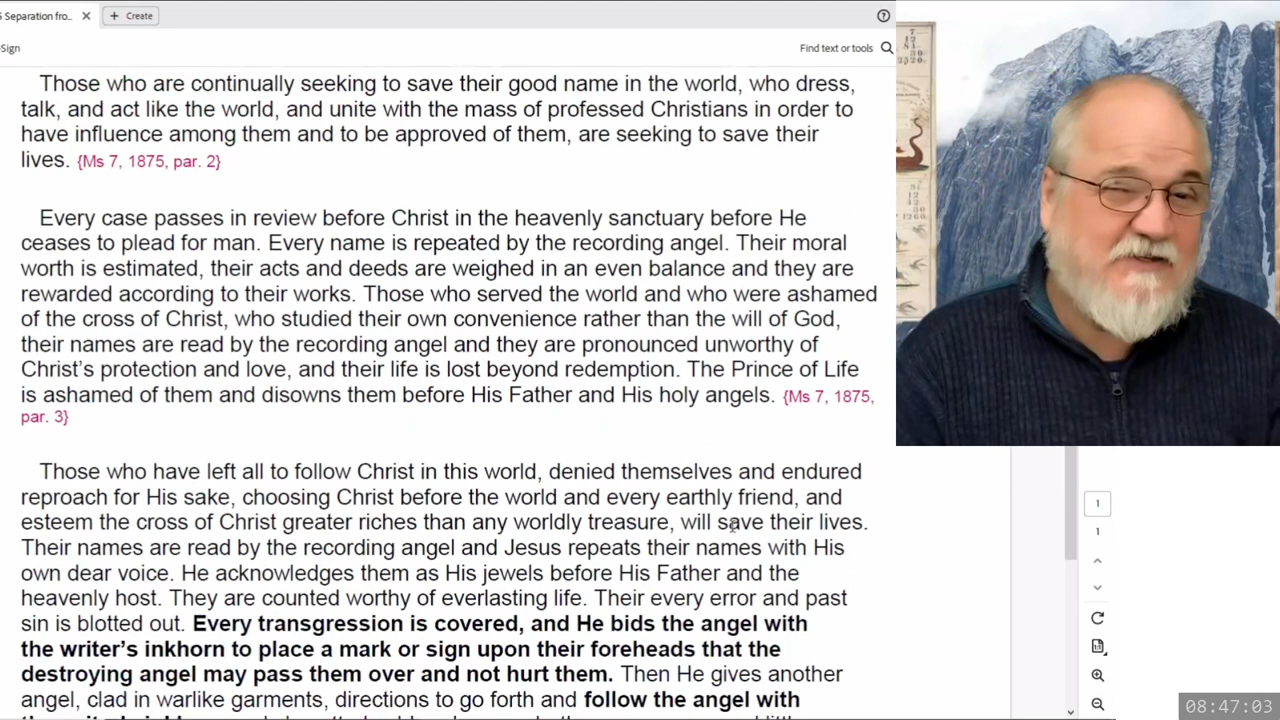 Separation fro..
Create
-Sign
Find text or tools
Those who are continually seeking to save their good name in the world, who dress,
talk, and act like the world, and unite with the mass of professed Christians in order to
have influence among them and to be approved of them, are seeking to save their
lives. {Ms 7, 1875, par. 2}
Every case passes in review before Christ in the heavenly sanctuary before He
ceases to plead for man. Every name is repeated by the recording angel. Their moral
worth is estimated, their acts and deeds are weighed in an even balance and they are
rewarded according to their works. Those who served the world and who were ashamed
of the cross of Christ, who studied their own convenience rather than the will of God,
their names are read by the recording angel and they are pronounced unworthy of
Christ's protection and love, and their life is lost beyond redemption. The Prince of Life
is ashamed of them and disowns them before His Father and His holy angels. {Ms 7, 1875,
par. 3}
Those who have left all to follow Christ in this world, denied themselves and endured
reproach for His sake, choosing Christ before the world and every earthly friend, and
esteem the cross of Christ greater riches than any worldly treasure, will save their lives.
Their names are read by the recording angel and Jesus repeats their names with His
own dear voice. He acknowledges them as His jewels before His Father and the
heavenly host. They are counted worthy of everlasting life. Their every error and past
sin is blotted out. Every transgression is covered, and He bids the angel with
the writer's inkhorn to place a mark or sign upon their foreheads that the
destroying angel may pass them over and not hurt them. Then He gives another
angel, clad in warlike garments, directions to go forth and follow the angel with
1
1
08:47:03